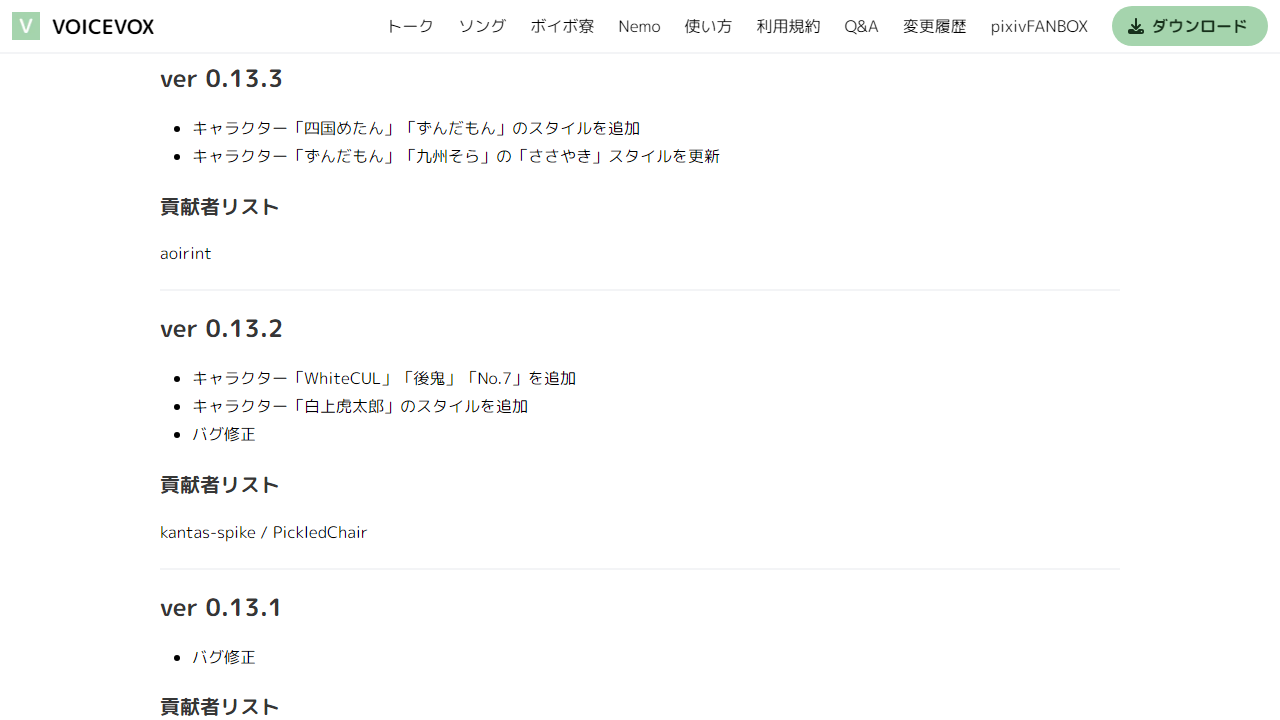 V VOICEVOX トーク ソング ボイボ寮 Nemo 使い方 利用規約 Q&A 変更履歴 pixivFANBOX ダウンロード
ver 0.13.3
キャラクター「四国めたん」「ずんだもん」のスタイルを追加
キャラクター「ずんだもん」「九州そら」の「ささやき」スタイルを更新
貢献者リスト
aoirint
ver 0.13.2
キャラクター「WhiteCUL」「後鬼」「No.7」を追加
キャラクター「白上虎太郎」のスタイルを追加
バグ修正
貢献者リスト
kantas-spike / PickledChair
ver 0.13.1
バグ修正
貢献者リスト